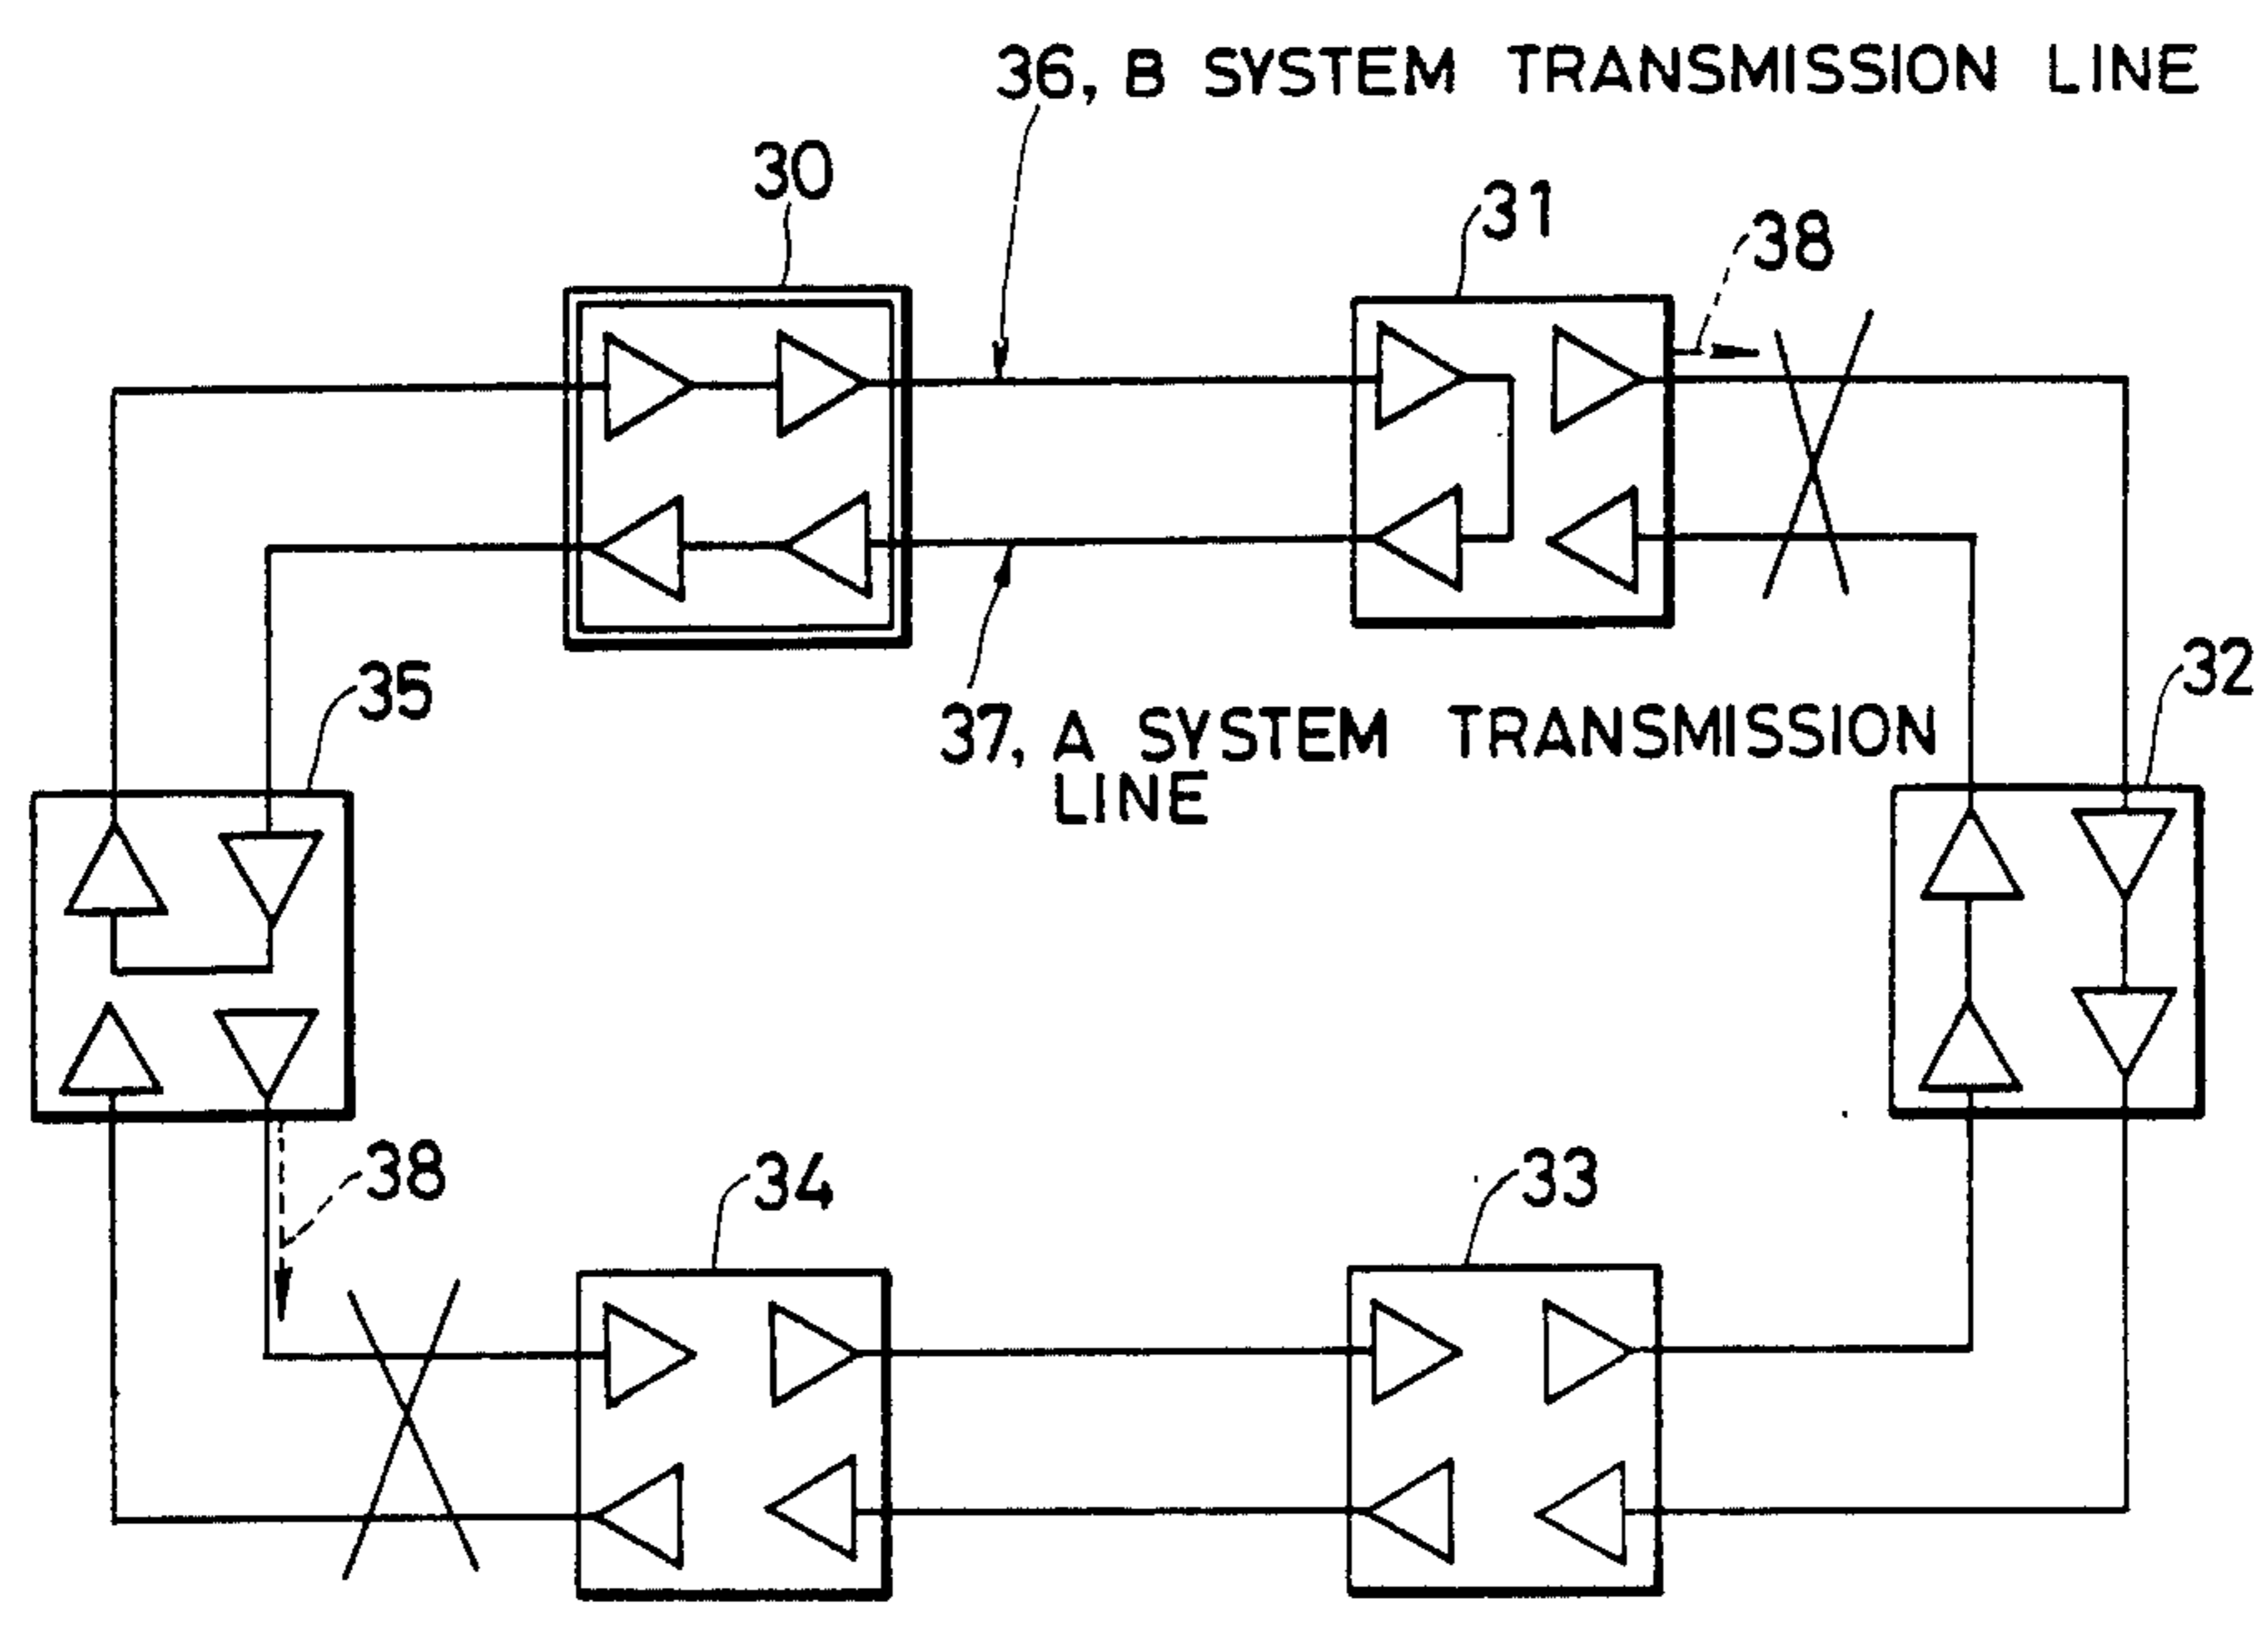 36, B SYSTEM TRANSMISSION LINE
30
31
38
32
35
37, A SYSTEM TRANSMISSION
LINE
38
34
33